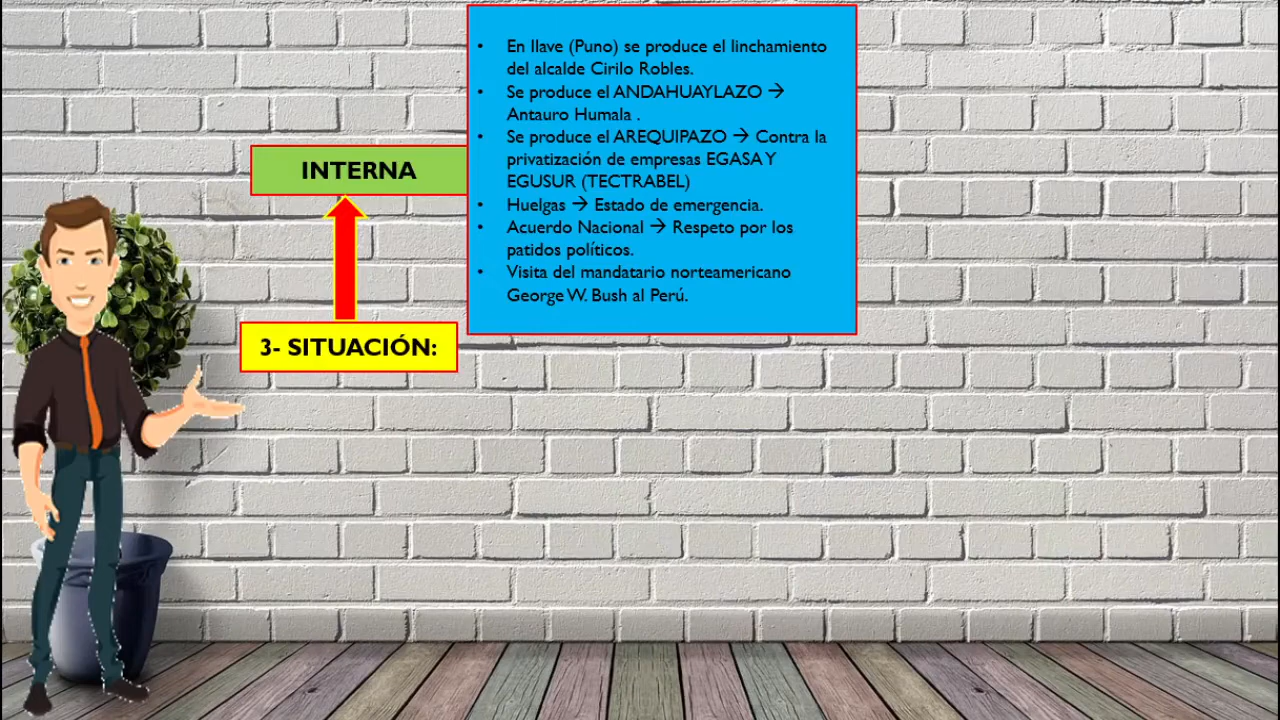 En Ilave (Puno) se produce el linchamiento
del alcalde Cirilo Robles.
Se produce el ANDAHUAYLAZO →
Antauro Humala .
Se produce el AREQUIPAZO → Contra la
privatización de empresas EGASA Y
EGUSUR (TECTRABEL)
Huelgas → Estado de emergencia.
Acuerdo Nacional → Respeto por los
patidos políticos.
Visita del mandatario norteamericano
George W. Bush al Perú.
INTERNA
3- SITUACIÓN: